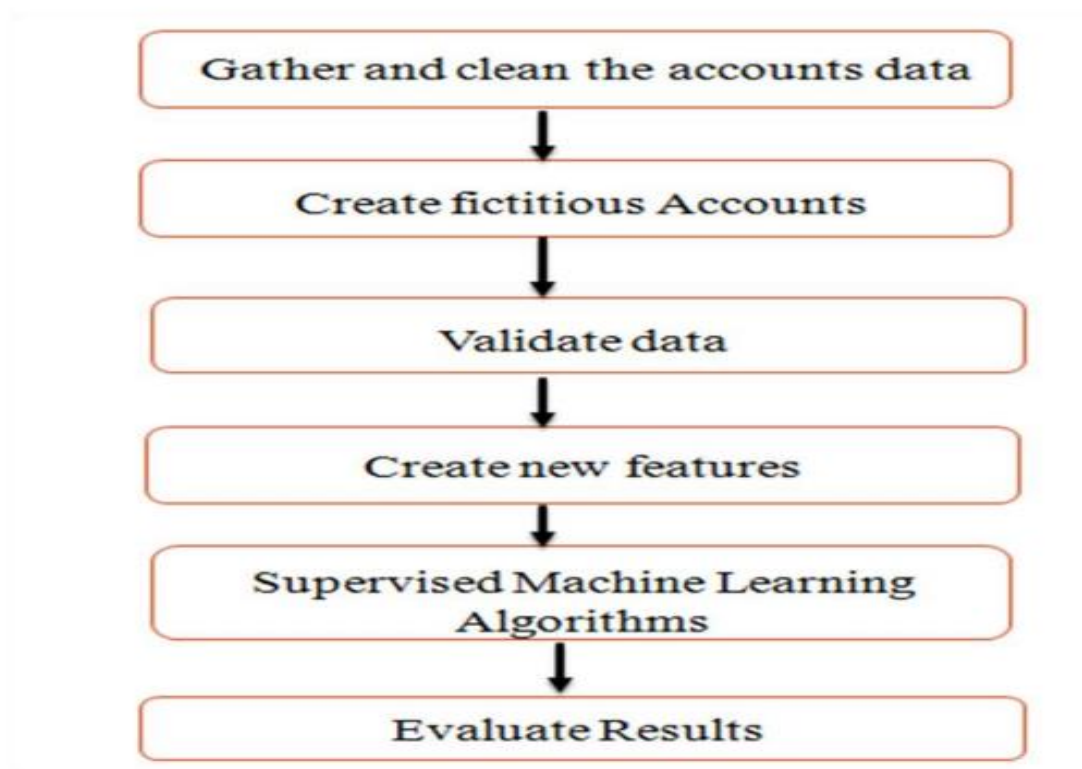 Gather and clean the accounts data
Create fictitious Accounts
Validate data
Create new features
Supervised Machine Learning
Algorithms
Evaluate Results